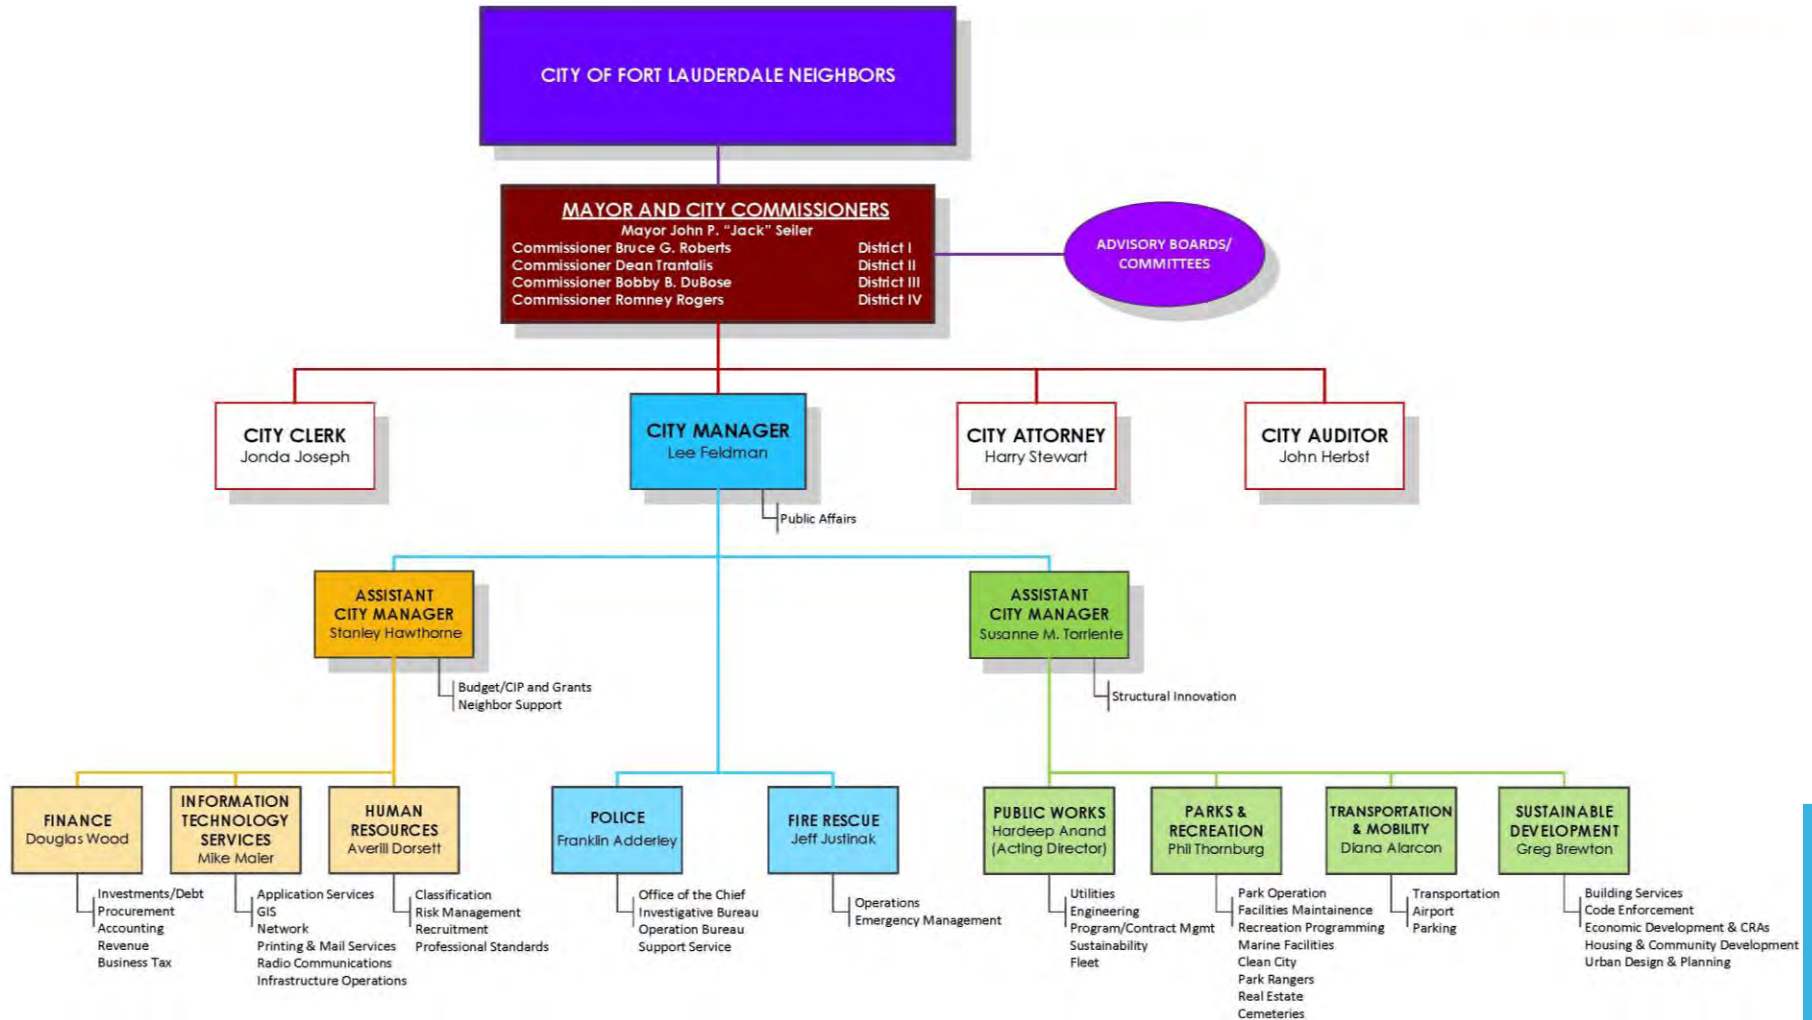 CITY OF FORT LAUDERDALE NEIGHBORS
MAYOR AND CITY COMMISSIONERS
Mayor John P. "Jack" Seiler
Commissioner Bruce G. Roberts District I
Commissioner Dean Trantalis District II
Commissioner Bobby B. DuBose District III
Commissioner Romney Rogers District IV
ADVISORY BOARDS/
COMMITTEES
CITY CLERK
Jonda Joseph
CITY MANAGER
Lee Feldman
Public Affairs
CITY ATTORNEY
Harry Stewart
CITY AUDITOR
John Herbst
ASSISTANT
CITY MANAGER
Stanley Hawthorne
Budget/CIP and Grants
Neighbor Support
ASSISTANT
CITY MANAGER
Susanne M. Torriente
Structural Innovation
FINANCE
Douglas Wood
Investments/Debt
Procurement
Accounting
Revenue
Business Tax
INFORMATION
TECHNOLOGY
SERVICES
Mike Maier
Application Services
GIS
Network
Printing & Mail Services
Radio Communications
Infrastructure Operations
HUMAN
RESOURCES
Averill Dorsett
Classification
Risk Management
Recruitment
Professional Standards
POLICE
Franklin Adderley
Office of the Chief
Investigative Bureau
Operation Bureau
Support Service
FIRE RESCUE
Jeff Justinak
Operations
Emergency Management
PUBLIC WORKS
Hardeep Anand
(Acting Director)
Utilities
Engineering
Program/Contract Mgmt
Sustainability
Fleet
PARKS &
RECREATION
Phil Thornburg
Park Operation
Facilities Maintainence
Recreation Programming
Marine Facilities
Clean City
Park Rangers
Real Estate
Cemeteries
TRANSPORTATION
& MOBILITY
Diana Alarcon
Transportation
Airport
Parking
SUSTAINABLE
DEVELOPMENT
Greg Brewton
Building Services
Code Enforcement
Economic Development & CRAs
Housing & Community Development
Urban Design & Planning